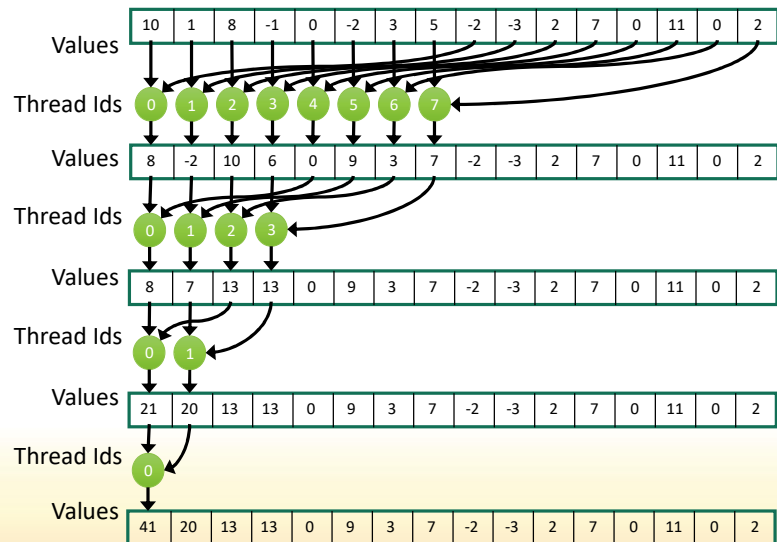 Values 10 1 8 -1 0 -2 3 5 -2 -3 2 7 0 11 0 2
Thread Ids 0 1 2 3 4 5 6 7
Values 8 -2 10 6 0 9 3 7 -2 -3 2 7 0 11 0 2
Thread Ids 0 1 2 3
Values 8 7 13 13 0 9 3 7 -2 -3 2 7 0 11 0 2
Thread Ids 0 1
Values 21 20 13 13 0 9 3 7 -2 -3 2 7 0 11 0 2
Thread Ids 0
Values 41 20 13 13 0 9 3 7 -2 -3 2 7 0 11 0 2